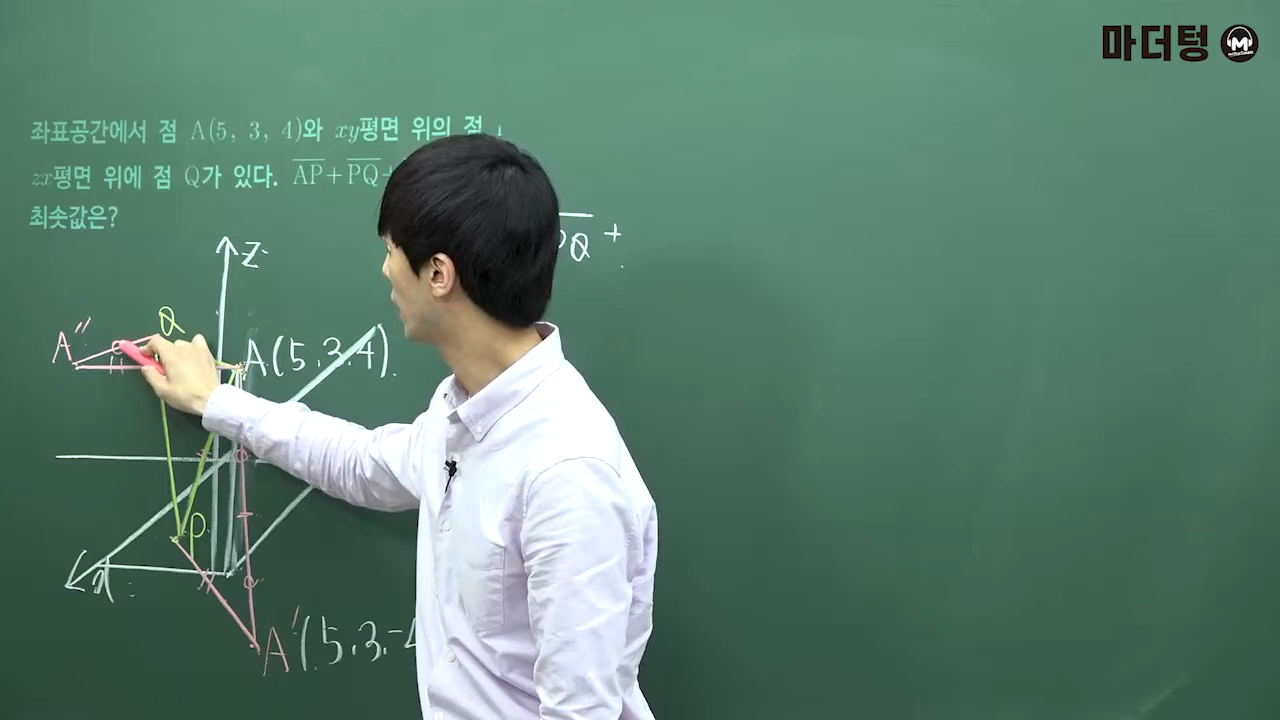 마더텅
좌표공간에서 점 A(5, 3, 4)와 xy평면 위의 점
zx평면 위에 점 Q가 있다. AP+PQ+
최솟값은?
PQ +
z
A''
Q
A(5,3,4)
P
x
A'(5,3,-4